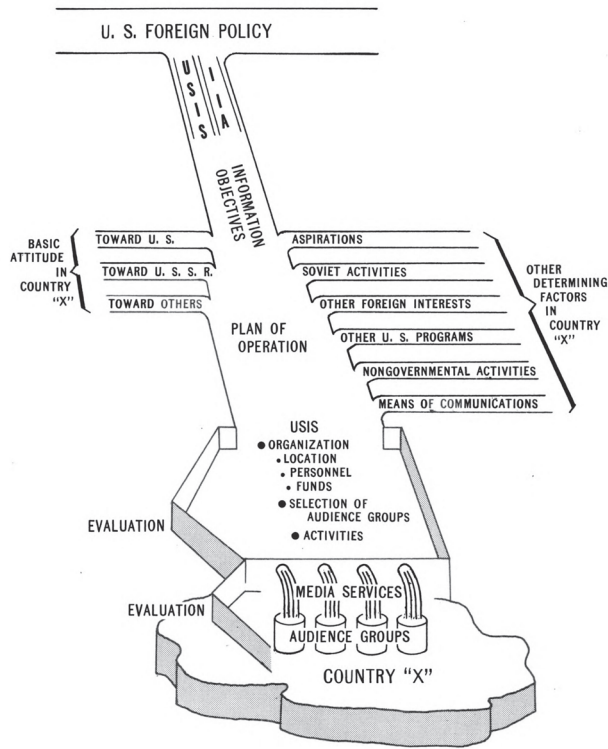 U. S. FOREIGN POLICY
USIS
IIA
INFORMATION
OBJECTIVES
BASIC
ATTITUDE
IN
COUNTRY
"X"
TOWARD U. S.
TOWARD U. S. S. R.
TOWARD OTHERS
ASPIRATIONS
SOVIET ACTIVITIES
OTHER FOREIGN INTERESTS
OTHER U. S. PROGRAMS
NONGOVERNMENTAL ACTIVITIES
MEANS OF COMMUNICATIONS
OTHER
DETERMINING
FACTORS
IN
COUNTRY
"X"
PLAN OF
OPERATION
USIS
● ORGANIZATION
• LOCATION
• PERSONNEL
• FUNDS
● SELECTION OF
AUDIENCE GROUPS
● ACTIVITIES
EVALUATION
MEDIA SERVICES
EVALUATION
AUDIENCE GROUPS
COUNTRY "X"